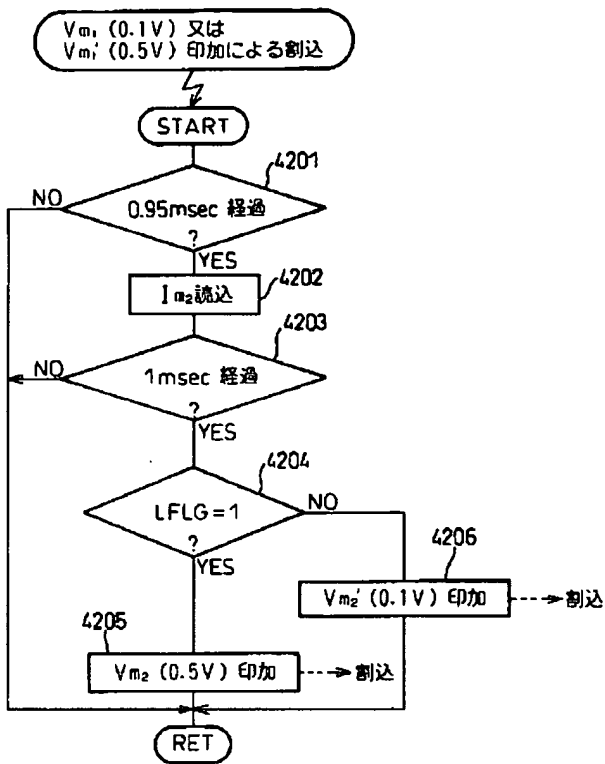 Vm₁ (0.1V) 又は
Vm₁' (0.5V) 印加による割込
START
4201
NO
0.95msec 経過
?
YES
4202
Im₂読込
4203
NO
1msec 経過
?
YES
4204
LFLG=1
NO
?
YES
4206
Vm₂' (0.1V) 印加
割込
4205
Vm₂ (0.5V) 印加
割込
RET